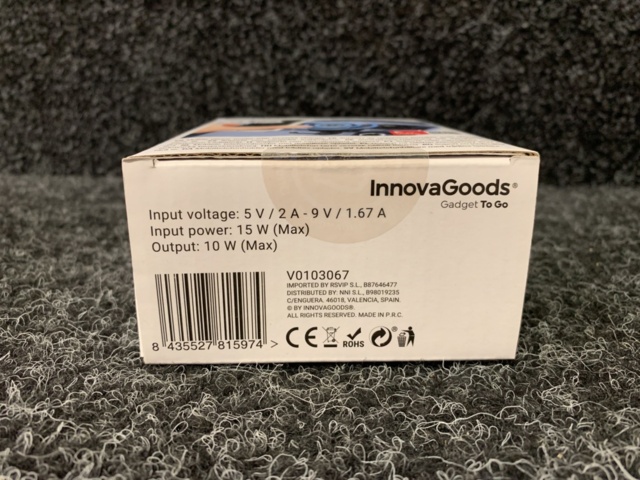 InnovaGoods®
Gadget To Go
Input voltage: 5 V / 2 A - 9 V / 1.67 A
Input power: 15 W (Max)
Output: 10 W (Max)
V0103067
IMPORTED BY RSVIP S.L., B87646477
DISTRIBUTED BY: NNI S.L., B98019235
C/ENGUERA. 46018, VALENCIA, SPAIN.
© BY INNOVAGOODS®.
ALL RIGHTS RESERVED. MADE IN P.R.C.
8 435527 815974 >
CE
ROHS